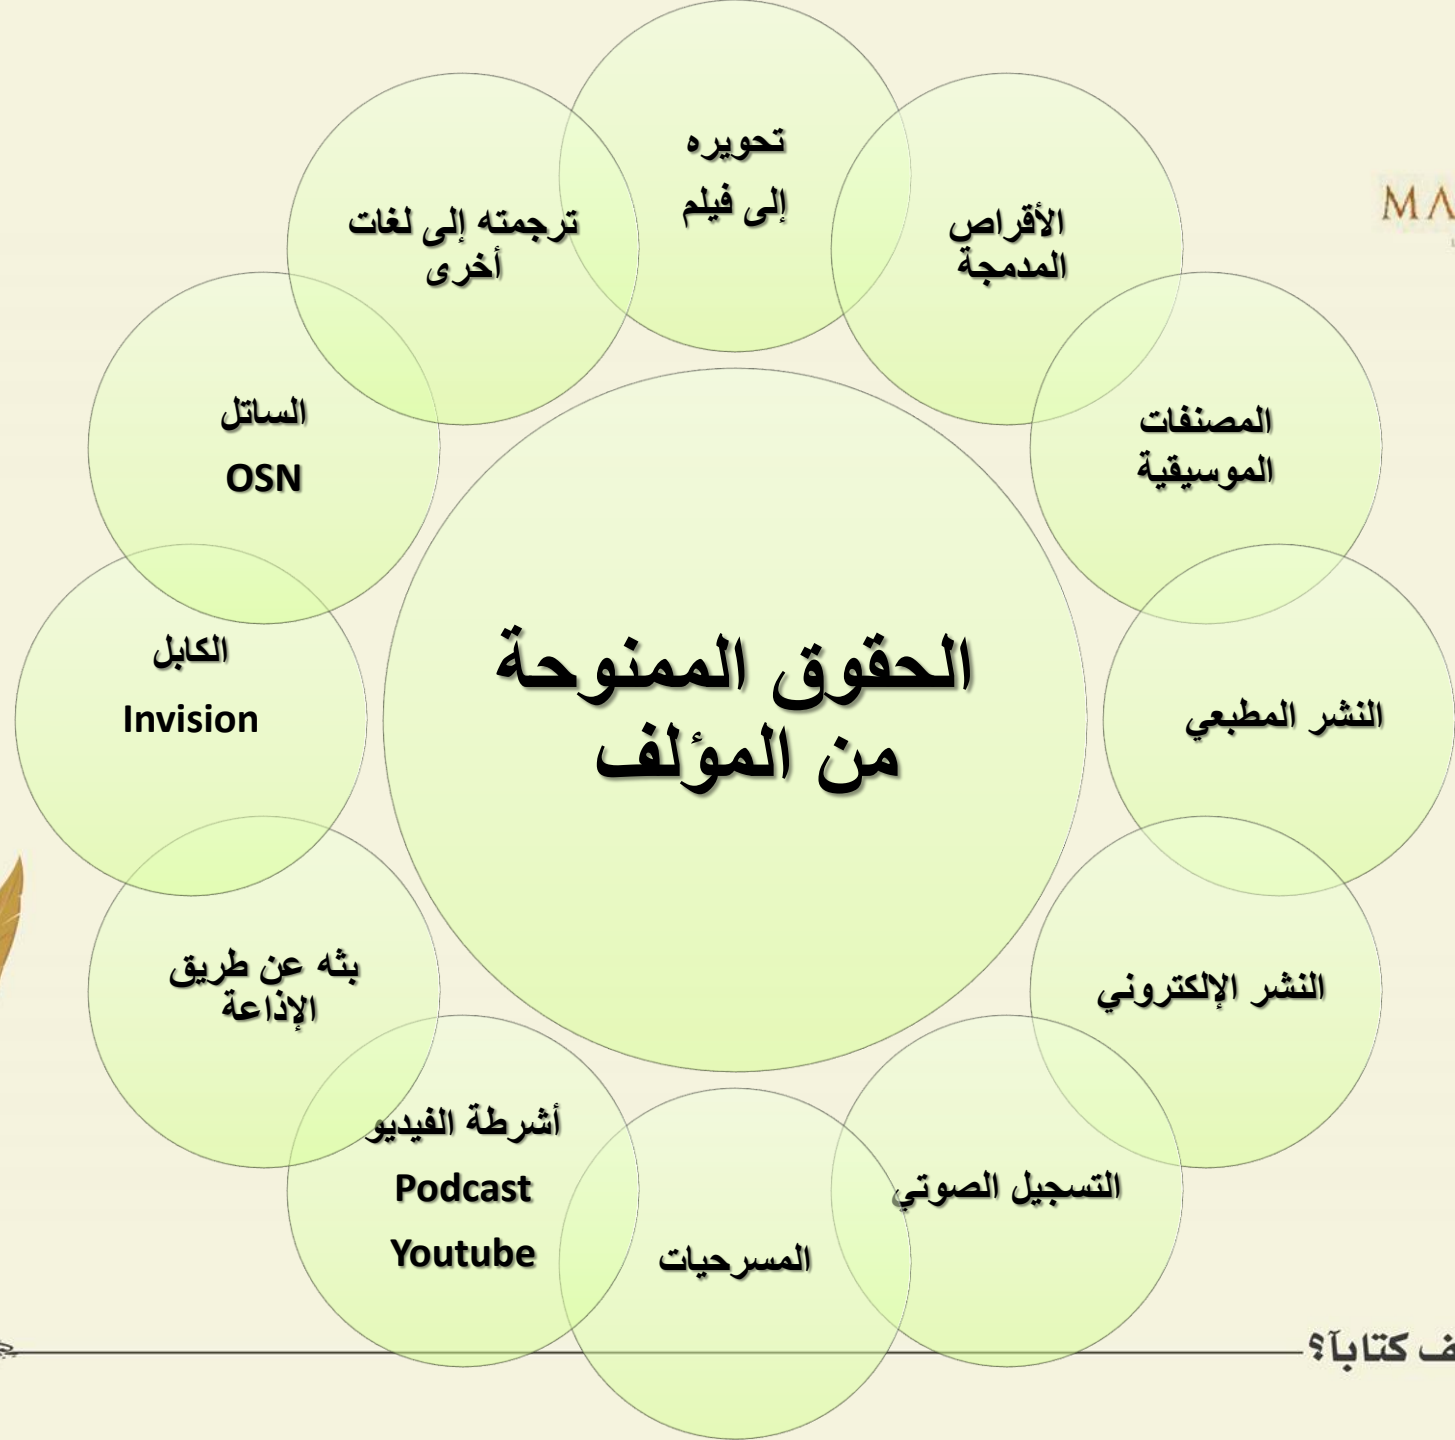 الحقوق الممنوحة
من المؤلف
تحويره
إلى فيلم
الأقراص
المدمجة
المصنفات
الموسيقية
النشر المطبعي
النشر الإلكتروني
التسجيل الصوتي
المسرحيات
أشرطة الفيديو
Podcast
Youtube
بثه عن طريق
الإذاعة
الكابل
Invision
الساتل
OSN
ترجمته إلى لغات
أخرى
كتاباً؟